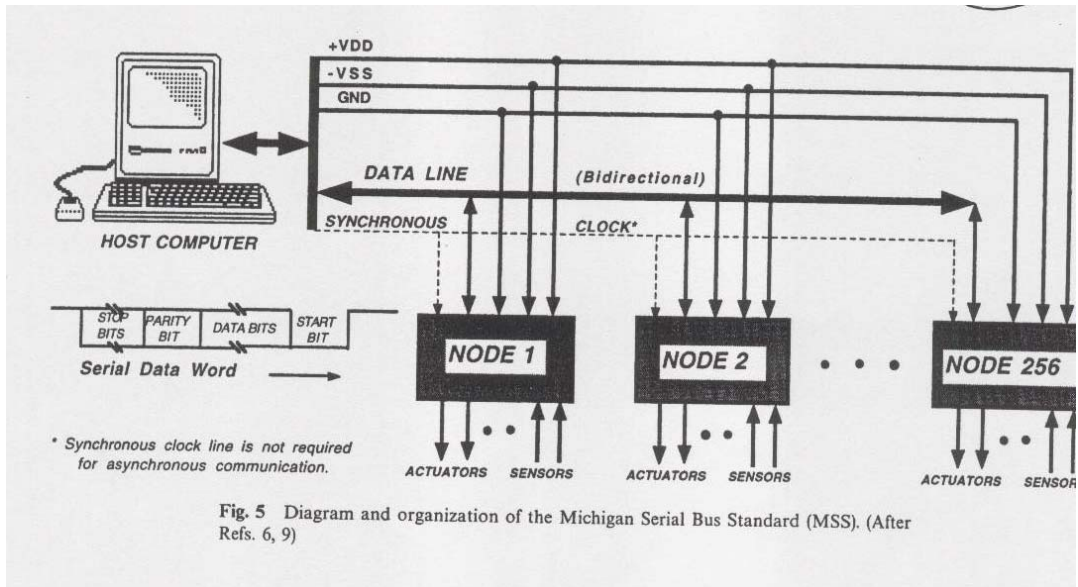 +VDD
-VSS
GND
DATA LINE (Bidirectional)
SYNCHRONOUS CLOCK*
HOST COMPUTER
STOP BITS
PARITY BIT
DATA BITS
START BIT
Serial Data Word
NODE 1
NODE 2
NODE 256
* Synchronous clock line is not required
for asynchronous communication.
ACTUATORS SENSORS
ACTUATORS SENSORS
ACTUATORS SENSOR
Fig. 5 Diagram and organization of the Michigan Serial Bus Standard (MSS). (After
Refs. 6, 9)